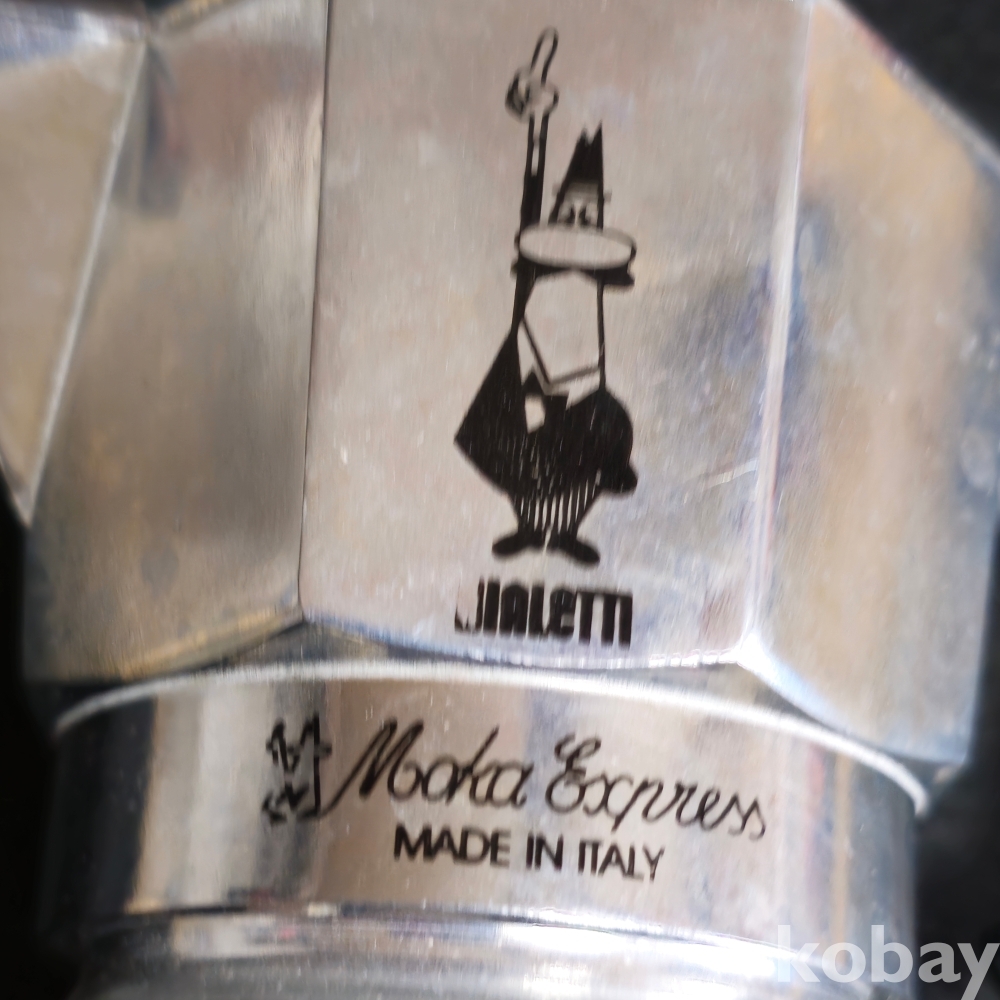 BIALETTI
Moka Express
MADE IN ITALY
kobay